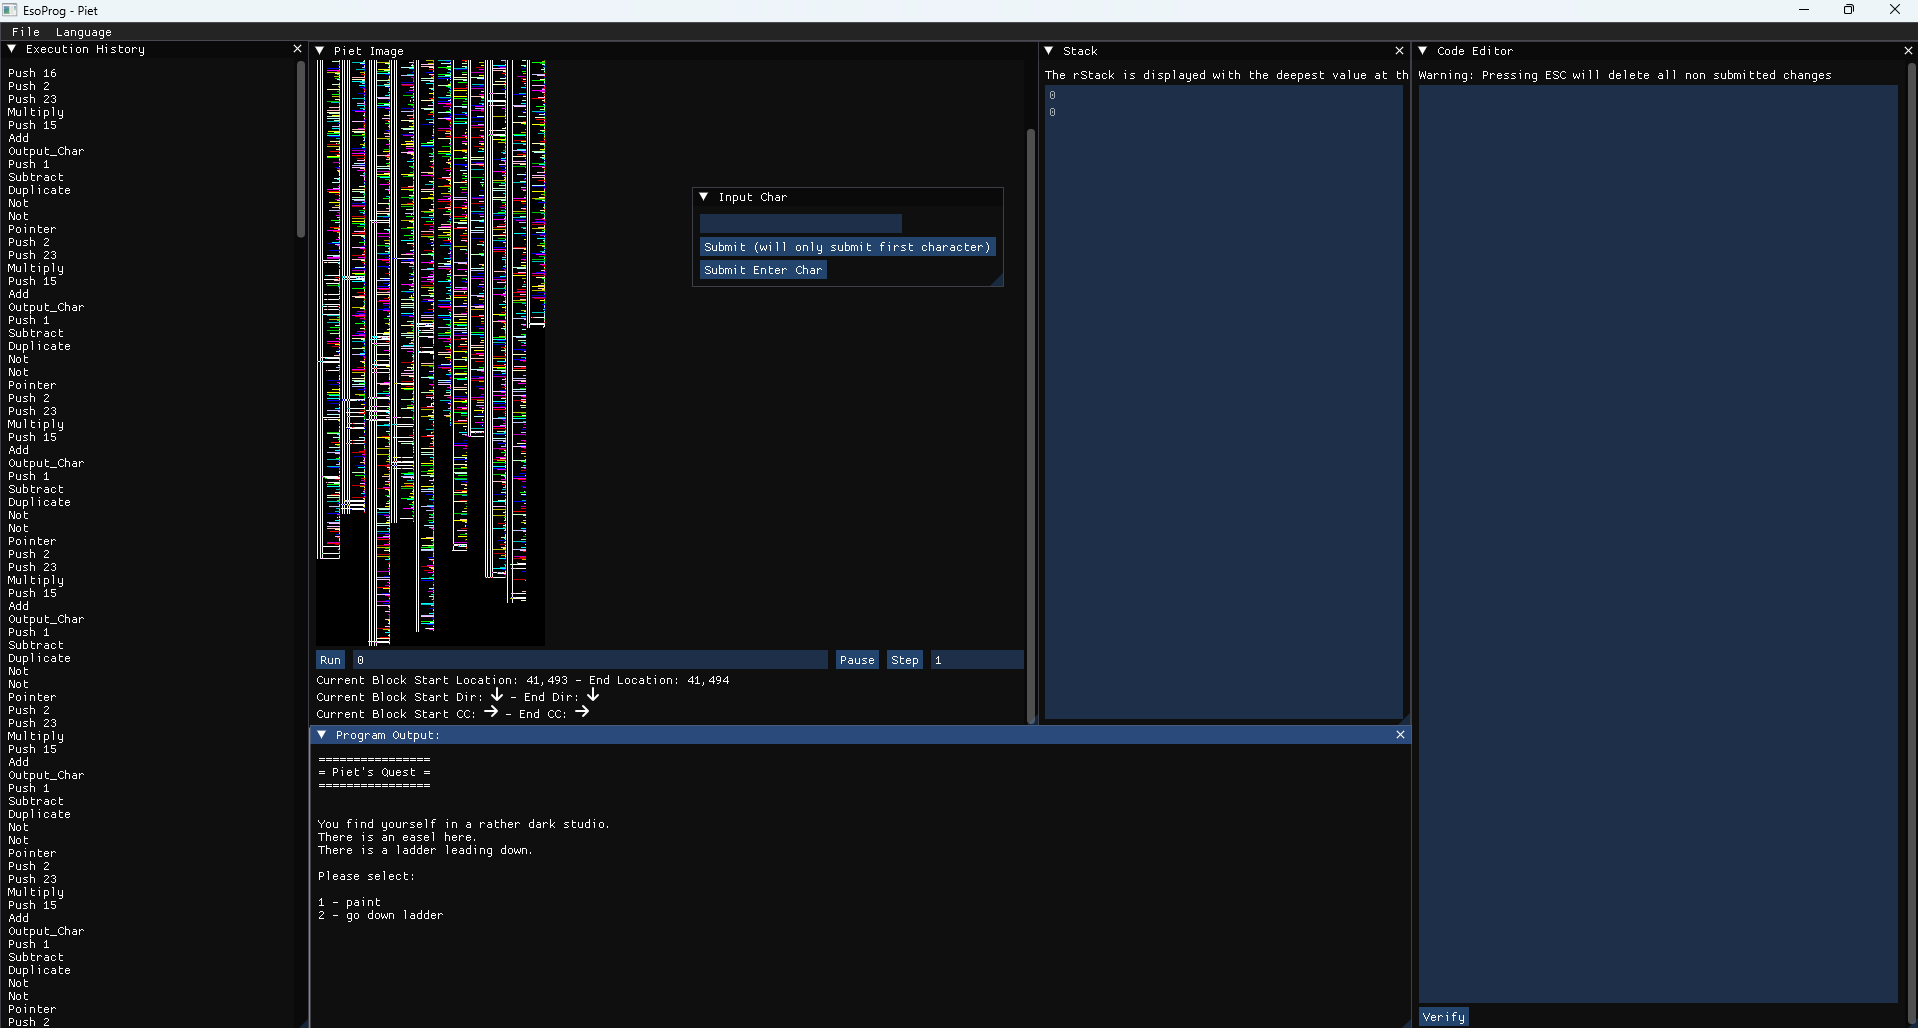 EsoProg - Piet
File Language
Execution History
Push 16
Push 2
Push 23
Multiply
Push 15
Add
Output_Char
Push 1
Subtract
Duplicate
Not
Not
Pointer
Push 2
Push 23
Multiply
Push 15
Add
Output_Char
Push 1
Subtract
Duplicate
Not
Not
Pointer
Push 2
Push 23
Multiply
Push 15
Add
Output_Char
Push 1
Subtract
Duplicate
Not
Not
Pointer
Push 2
Push 23
Multiply
Push 15
Add
Output_Char
Push 1
Subtract
Duplicate
Not
Not
Pointer
Push 2
Push 23
Multiply
Push 15
Add
Output_Char
Push 1
Subtract
Duplicate
Not
Not
Pointer
Push 2
Push 23
Multiply
Push 15
Add
Output_Char
Push 1
Subtract
Duplicate
Not
Not
Pointer
Push 2
Piet Image
Input Char
Submit (will only submit first character)
Submit Enter Char
Run 0 Pause Step 1
Current Block Start Location: 41,493 - End Location: 41,494
Current Block Start Dir: ↓ - End Dir: ↓
Current Block Start CC: → - End CC: →
Program Output:
================
= Piet's Quest =
================
You find yourself in a rather dark studio.
There is an easel here.
There is a ladder leading down.
Please select:
1 - paint
2 - go down ladder
Stack
The rStack is displayed with the deepest value at th
0
0
Code Editor
Warning: Pressing ESC will delete all non submitted changes
Verify